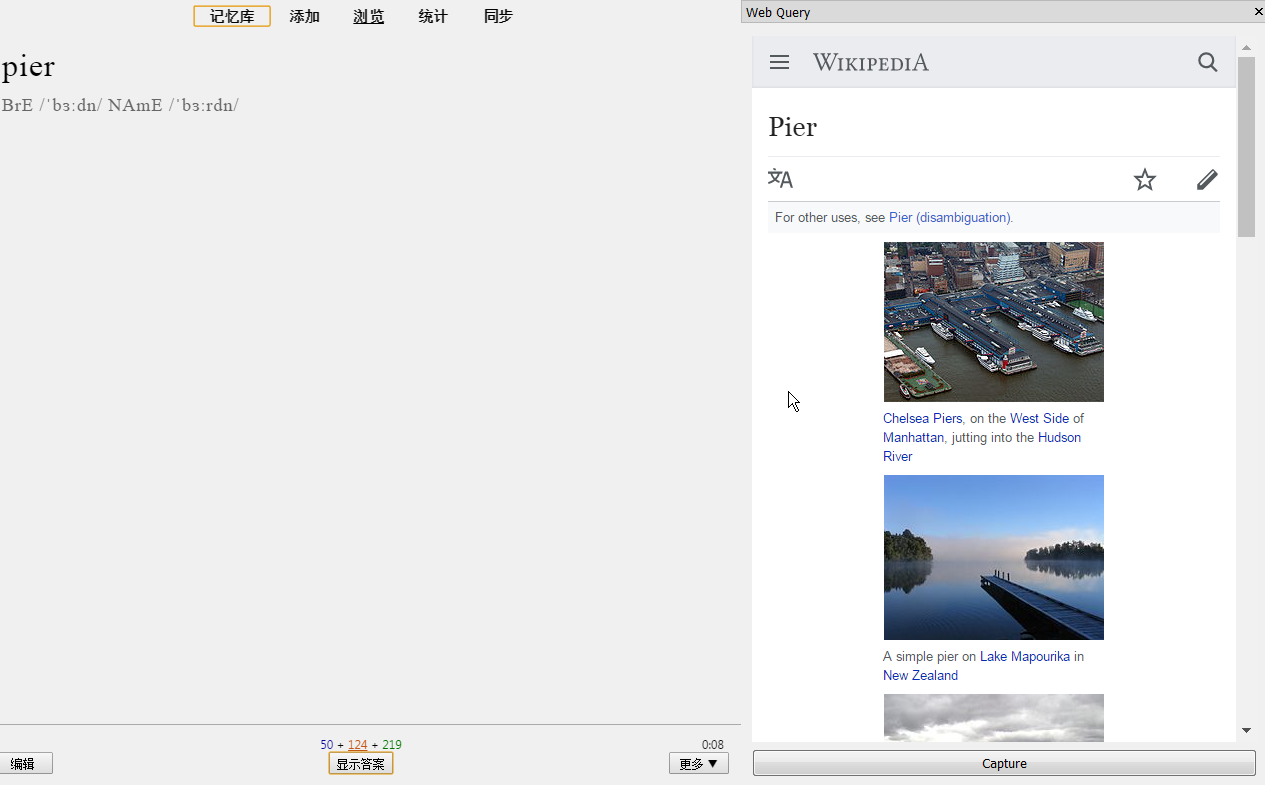 记忆库 添加 浏览 统计 同步
pier
BrE /ˈbɜːdn/ NAmE /ˈbɜːrdn/
50 + 124 + 219
0:08
编辑
显示答案
更多 ▼
Web Query
WIKIPEDIA
Pier
文A
For other uses, see Pier (disambiguation).
Chelsea Piers, on the West Side of
Manhattan, jutting into the Hudson
River
A simple pier on Lake Mapourika in
New Zealand
Capture